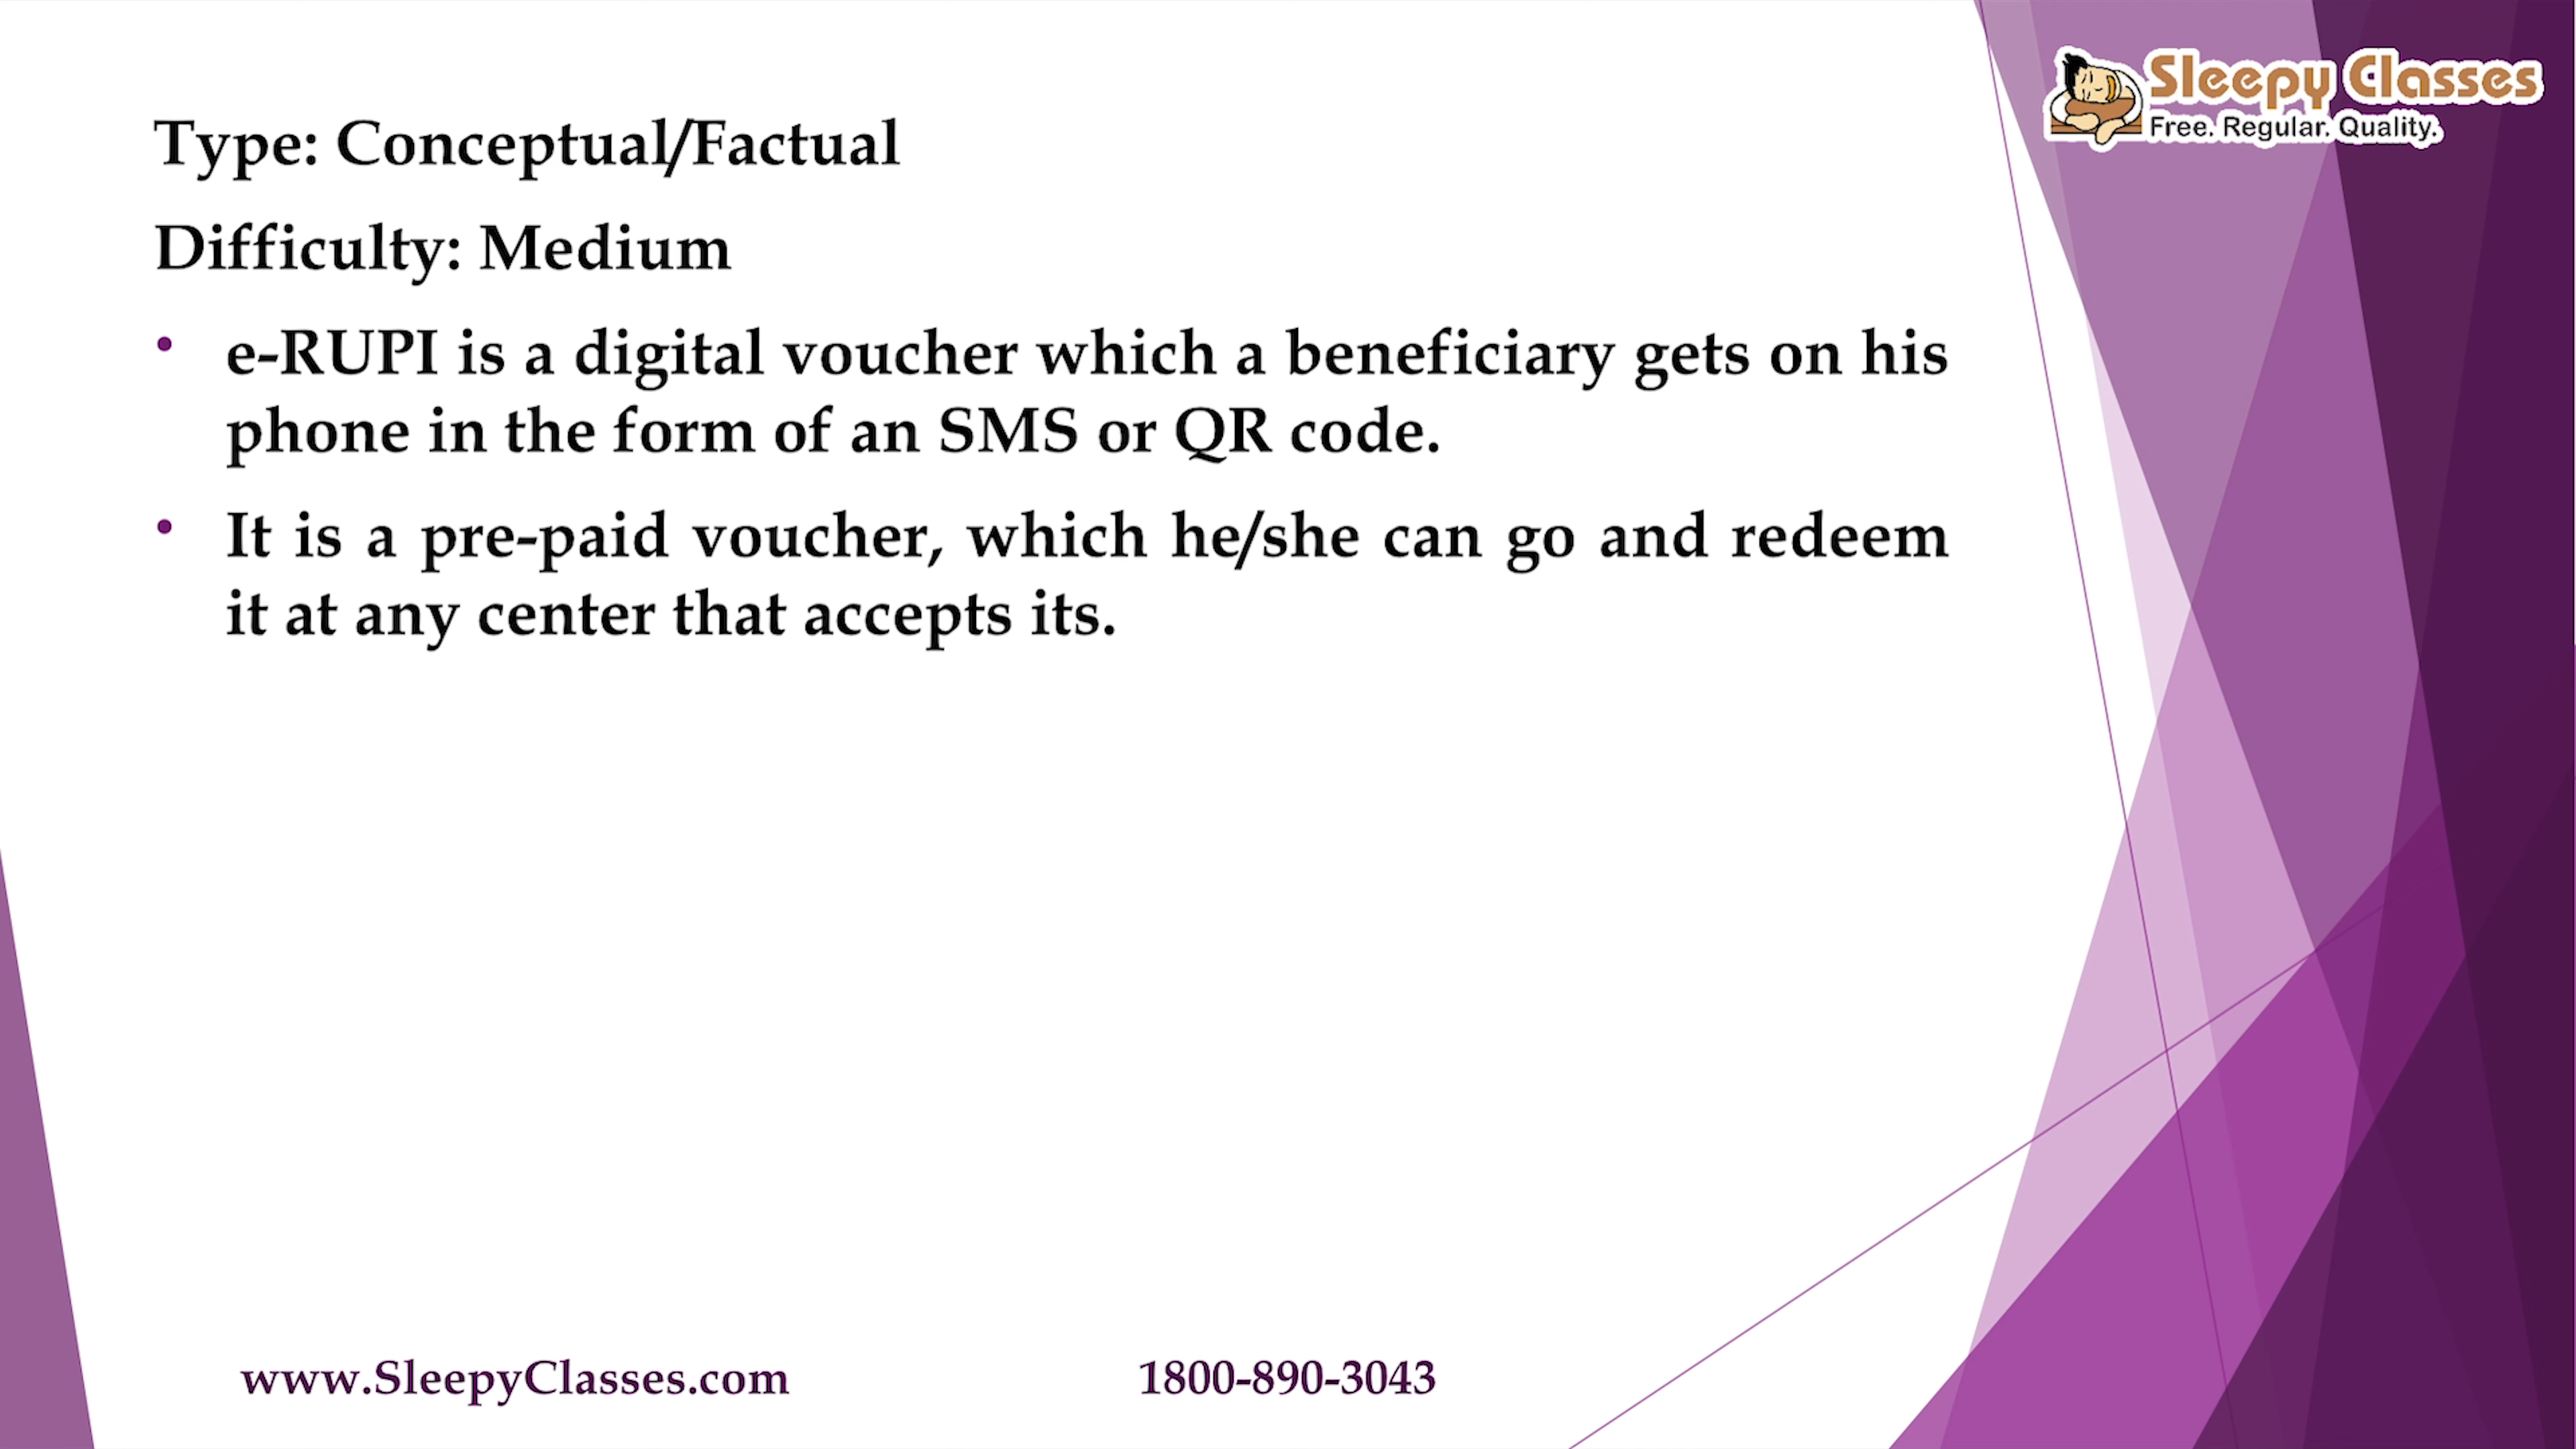 Sleepy Classes
Free. Regular. Quality.
Type: Conceptual/Factual
Difficulty: Medium
• e-RUPI is a digital voucher which a beneficiary gets on his
phone in the form of an SMS or QR code.
• It is a pre-paid voucher, which he/she can go and redeem
it at any center that accepts its.
www.SleepyClasses.com
1800-890-3043